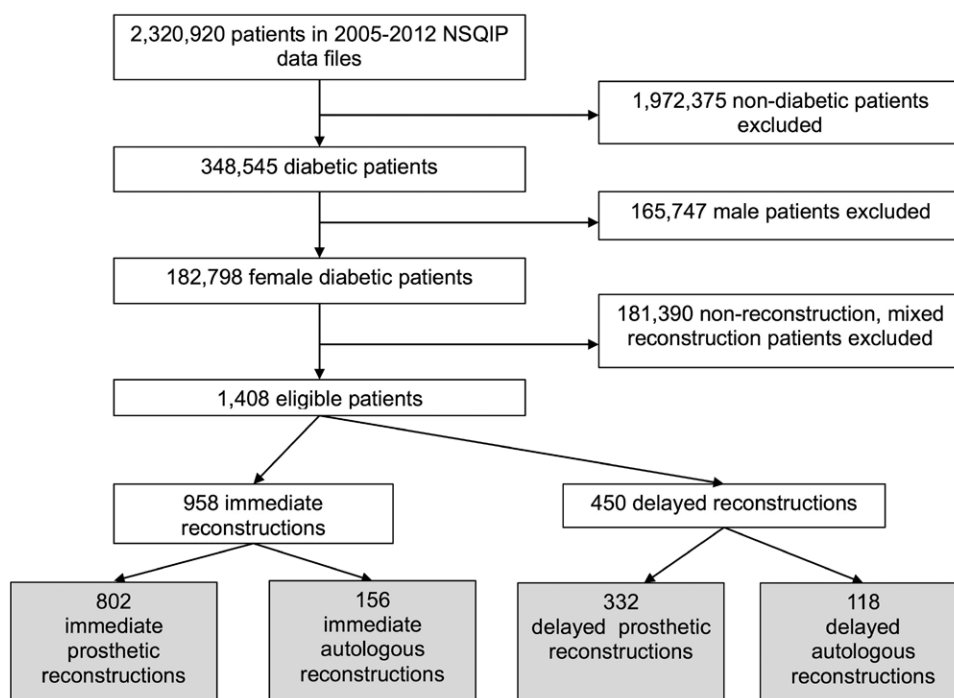 2,320,920 patients in 2005-2012 NSQIP
data files
1,972,375 non-diabetic patients
excluded
348,545 diabetic patients
165,747 male patients excluded
182,798 female diabetic patients
181,390 non-reconstruction, mixed
reconstruction patients excluded
1,408 eligible patients
958 immediate
reconstructions
450 delayed reconstructions
802
immediate
prosthetic
reconstructions
156
immediate
autologous
reconstructions
332
delayed prosthetic
reconstructions
118
delayed
autologous
reconstructions